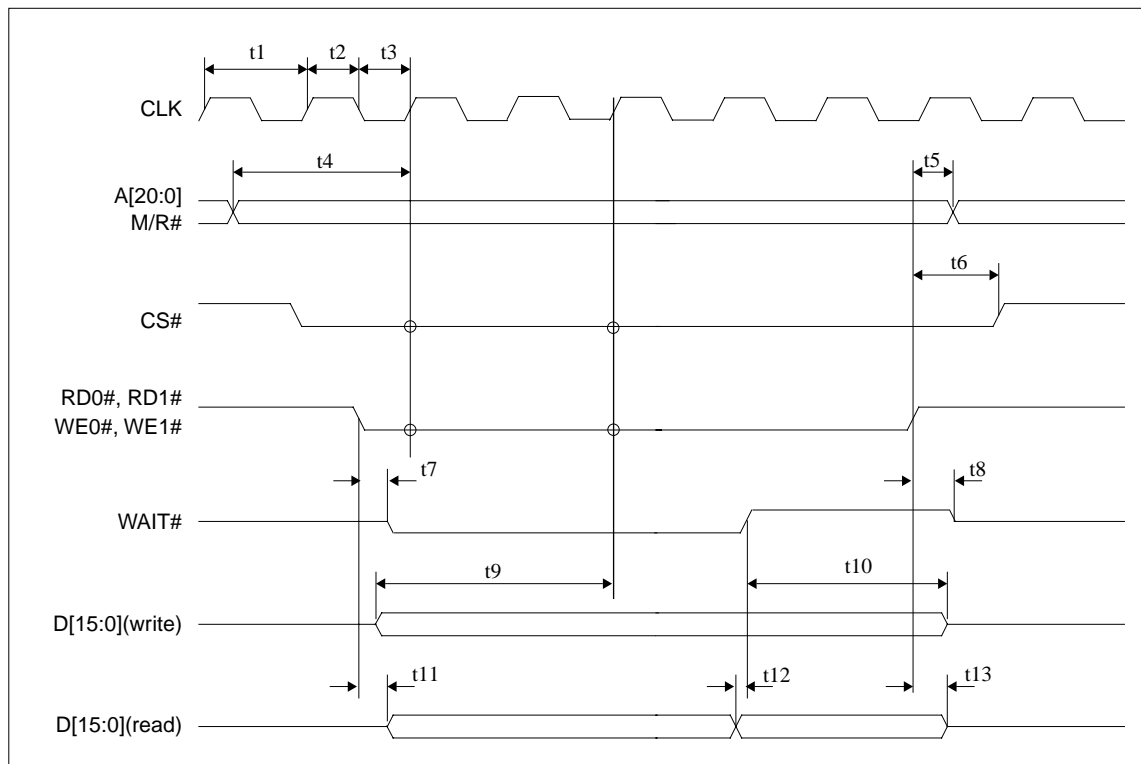 t1 t2 t3
CLK
t4 t5
A[20:0]
M/R#
t6
CS#
RD0#, RD1#
WE0#, WE1#
t7 t8
WAIT#
t9 t10
D[15:0](write)
t11 t12 t13
D[15:0](read)